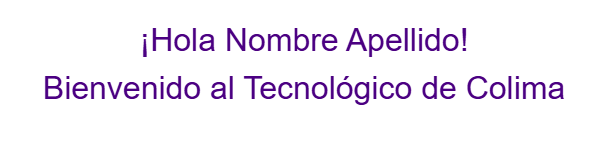 ¡Hola Nombre Apellido!
Bienvenido al Tecnológico de Colima